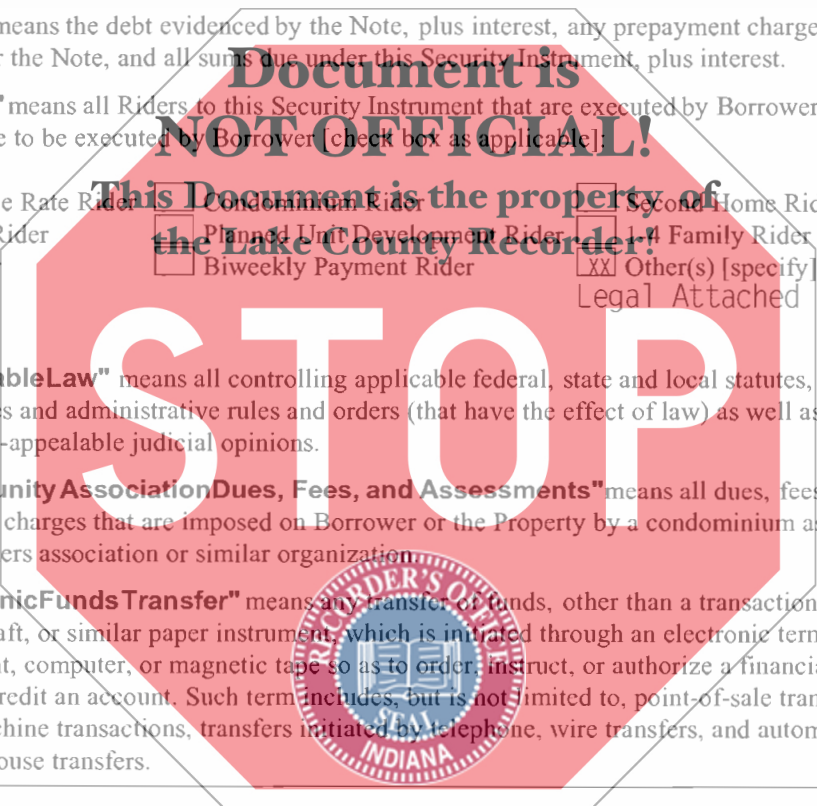 means the debt evidenced by the Note, plus interest, any prepayment charge
the Note, and all sums due under this Security Instrument, plus interest.
Document is
" means all Riders to this Security Instrument that are executed by Borrower
to be executed by Borrower [check box as applicable]:
NOT OFFICIAL!
This Document is the property of
e Rate Rider Condominium Rider Second Home Rid
Rider Planned Unit Development Rider 1-4 Family Rider
the Lake County Recorder!
Biweekly Payment Rider XX Other(s) [specify]
Legal Attached
STOP
ableLaw" means all controlling applicable federal, state and local statutes,
es and administrative rules and orders (that have the effect of law) as well as
-appealable judicial opinions.
unity AssociationDues, Fees, and Assessments"means all dues, fees
charges that are imposed on Borrower or the Property by a condominium as
ers association or similar organization.
nicFundsTransfer" means any transfer of funds, other than a transaction
aft, or similar paper instrument, which is initiated through an electronic term
t, computer, or magnetic tape so as to order, instruct, or authorize a financia
redit an account. Such term includes, but is not limited to, point-of-sale tran
chine transactions, transfers initiated by telephone, wire transfers, and autom
ouse transfers.
RECORDER'S OFFICE
SEAL
INDIANA